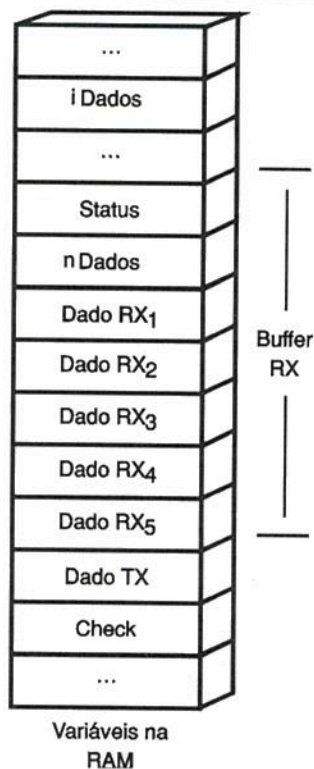 ...
i Dados
...
Status
n Dados
Dado RX1
Dado RX2
Dado RX3
Dado RX4
Dado RX5
Dado TX
Check
...
Buffer
RX
Variáveis na
RAM